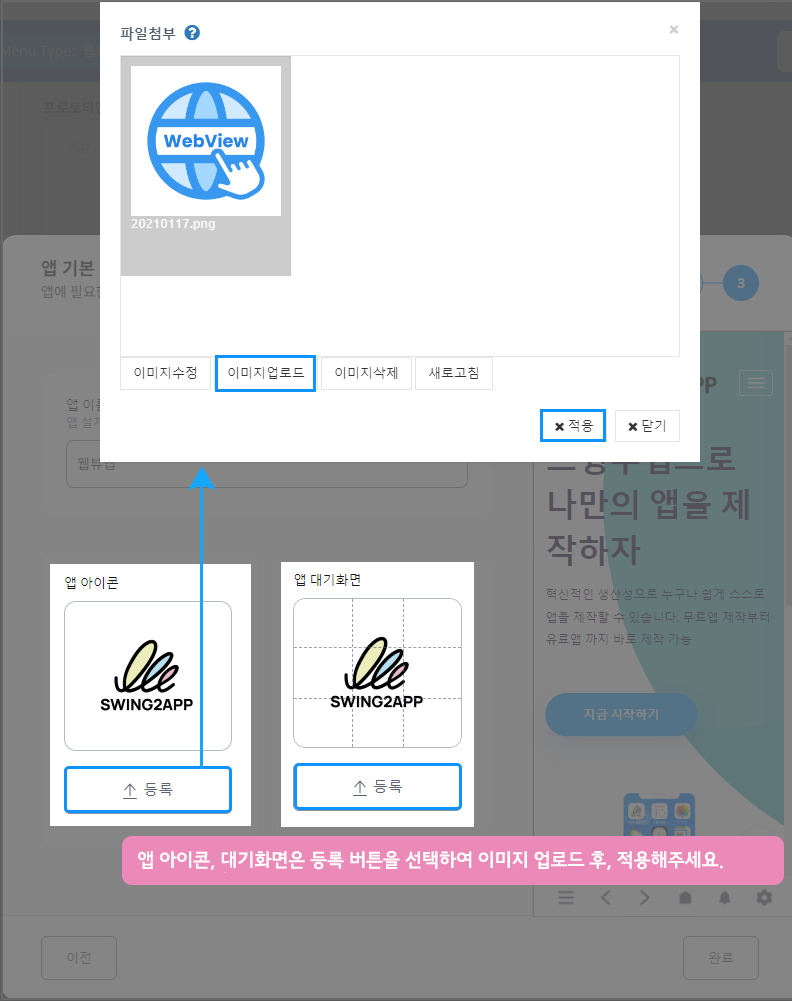 파일첨부 ?
×
Menu Type:
프로토타입
WebView
20210117.png
앱 기본
앱에 필요한
3
이미지수정
이미지업로드
이미지삭제
새로고침
앱 이름
앱 설치
적용
닫기
웹뷰앱
나만의 앱을 제
작하자
혁신적인 생산성으로 누구나 쉽게 스스로
앱을 제작할 수 있습니다. 무료앱 제작부터
유료앱 까지 바로 제작 가능
지금 시작하기
앱 아이콘
SWING2APP
등록
앱 대기화면
SWING2APP
등록
앱 아이콘, 대기화면은 등록 버튼을 선택하여 이미지 업로드 후, 적용해주세요.
이전
완료